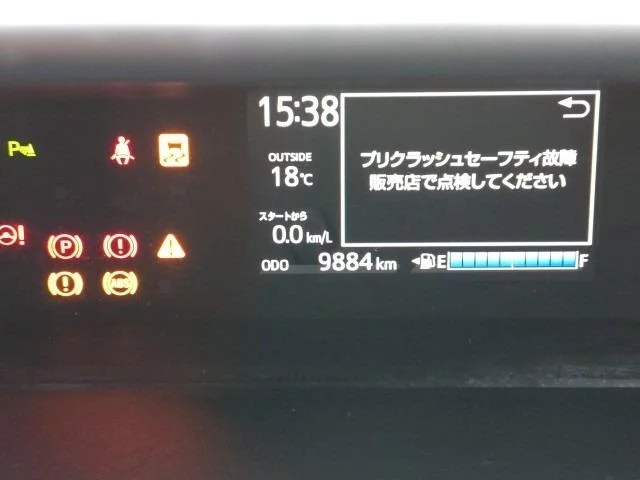 15:38
OUTSIDE
18℃
スタートから
0.0 km/L
ODO 9884 km
E F
プリクラッシュセーフティ故障
販売店で点検してください
P
P
!
!
ABS
!
!